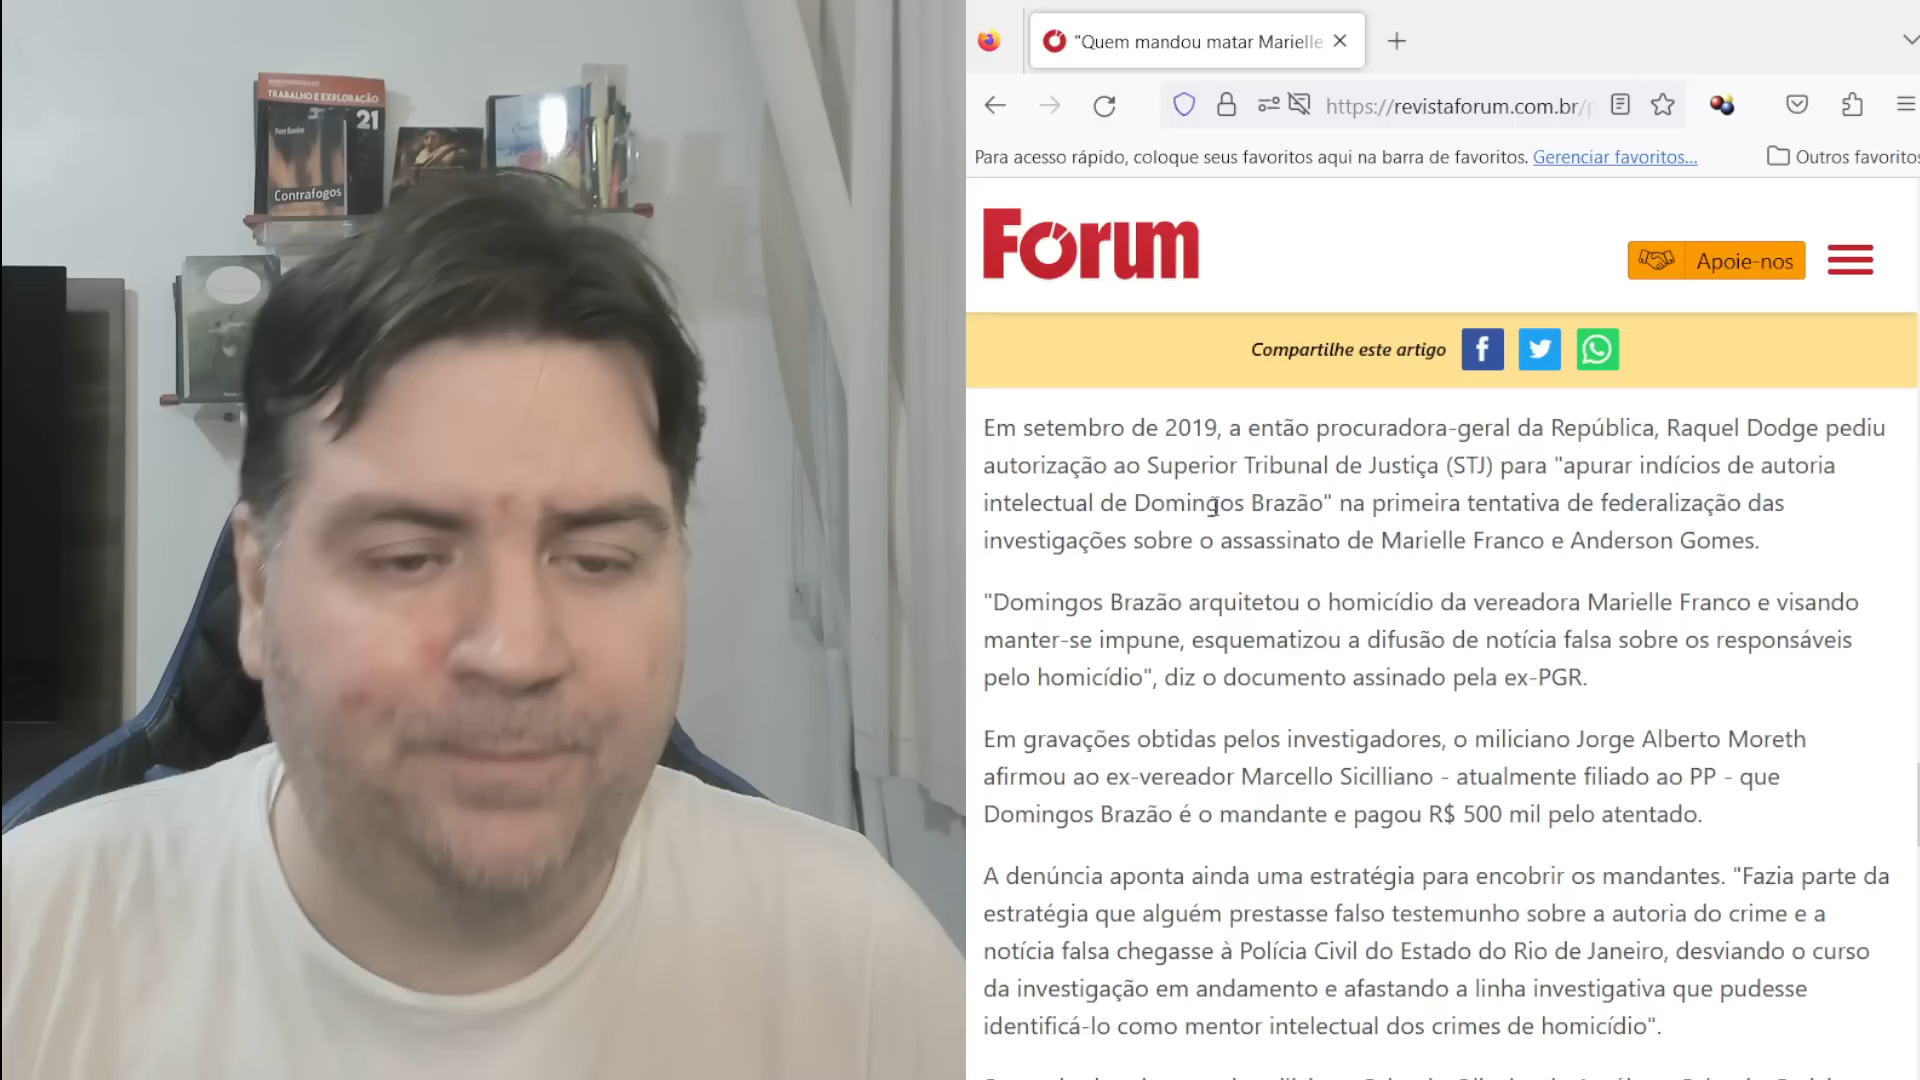 TRABALHO E EXPLORAÇÃO
21
Contrafogos
"Quem mandou matar Marielle
https://revistaforum.com.br/p
Para acesso rápido, coloque seus favoritos aqui na barra de favoritos. Gerenciar favoritos...
Outros favoritos
Fórum
Apoie-nos
Compartilhe este artigo
Em setembro de 2019, a então procuradora-geral da República, Raquel Dodge pediu
autorização ao Superior Tribunal de Justiça (STJ) para "apurar indícios de autoria
intelectual de Domingos Brazão" na primeira tentativa de federalização das
investigações sobre o assassinato de Marielle Franco e Anderson Gomes.
"Domingos Brazão arquitetou o homicídio da vereadora Marielle Franco e visando
manter-se impune, esquematizou a difusão de notícia falsa sobre os responsáveis
pelo homicídio", diz o documento assinado pela ex-PGR.
Em gravações obtidas pelos investigadores, o miliciano Jorge Alberto Moreth
afirmou ao ex-vereador Marcello Sicilliano - atualmente filiado ao PP - que
Domingos Brazão é o mandante e pagou R$ 500 mil pelo atentado.
A denúncia aponta ainda uma estratégia para encobrir os mandantes. "Fazia parte da
estratégia que alguém prestasse falso testemunho sobre a autoria do crime e a
notícia falsa chegasse à Polícia Civil do Estado do Rio de Janeiro, desviando o curso
da investigação em andamento e afastando a linha investigativa que pudesse
identificá-lo como mentor intelectual dos crimes de homicídio".